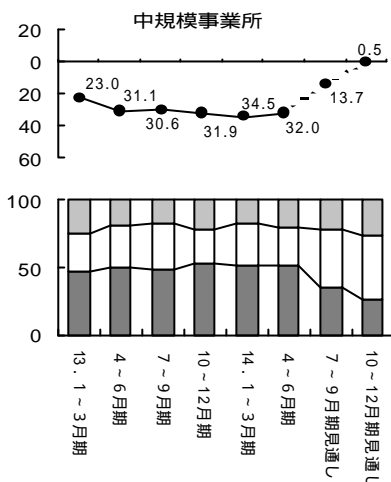 中規模事業所
20
0
20
40
60
23.0
31.1
30.6
31.9
34.5
32.0
13.7
0.5
100
50
0
13．1～3月期
4～6月期
7～9月期
10～12月期
14．1～3月期
4～6月期
7～9月期見通し
10～12月期見通し